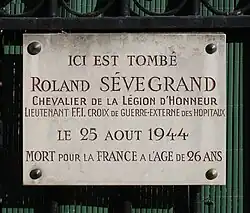 ICI EST TOMBÉ
ROLAND SÉVEGRAND
CHEVALIER DE LA LÉGION D'HONNEUR
LIEUTENANT F.F.I. CROIX DE GUERRE-EXTERNE DES HOPITAUX
LE 25 AOUT 1944
MORT POUR LA FRANCE A L'AGE DE 26 ANS